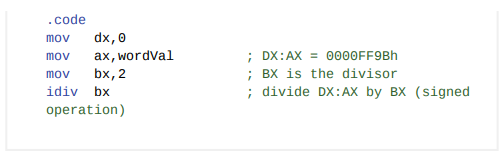 .code
mov   dx,0
mov   ax,wordVal         ; DX:AX = 0000FF9Bh
mov   bx,2               ; BX is the divisor
idiv  bx                 ; divide DX:AX by BX (signed
operation)